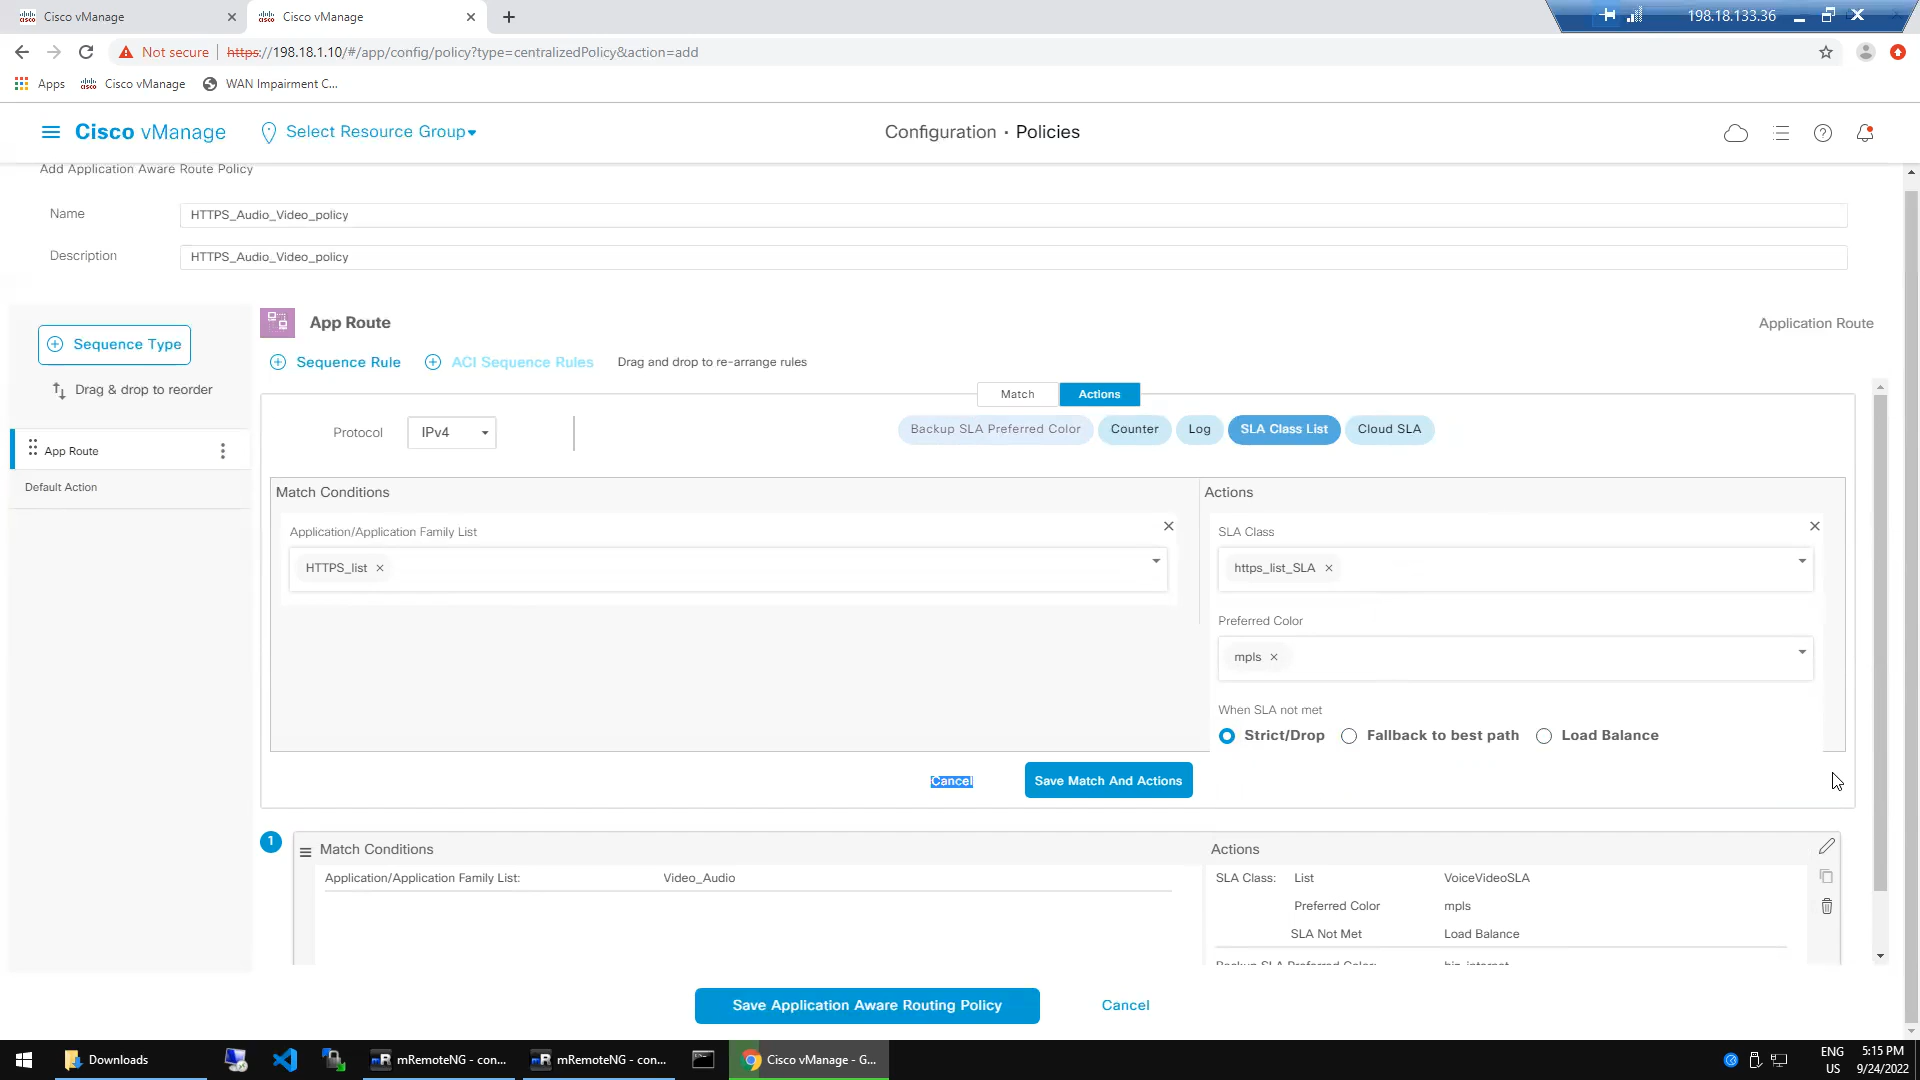 Cisco vManage
Cisco vManage
198.18.133.36
Not secure
https://198.18.1.10/#/app/config/policy?type=centralizedPolicy&action=add
Apps
Cisco vManage
WAN Impairment C...
Cisco vManage
Select Resource Group
Configuration · Policies
Add Application Aware Route Policy
Name
HTTPS_Audio_Video_policy
Description
HTTPS_Audio_Video_policy
Sequence Type
Drag & drop to reorder
App Route
Default Action
App Route
Application Route
Sequence Rule
ACI Sequence Rules
Drag and drop to re-arrange rules
Match
Actions
Protocol
IPv4
Backup SLA Preferred Color
Counter
Log
SLA Class List
Cloud SLA
Match Conditions
Actions
Application/Application Family List
HTTPS_list
SLA Class
https_list_SLA
Preferred Color
mpls
When SLA not met
Strict/Drop
Fallback to best path
Load Balance
Cancel
Save Match And Actions
1
Match Conditions
Actions
Application/Application Family List:
Video_Audio
SLA Class:
List
VoiceVideoSLA
Preferred Color
mpls
SLA Not Met
Load Balance
Backup SLA Preferred Color:
biz-internet
Save Application Aware Routing Policy
Cancel
Downloads
mRemoteNG - con...
mRemoteNG - con...
Cisco vManage - G...
ENG
US
5:15 PM
9/24/2022